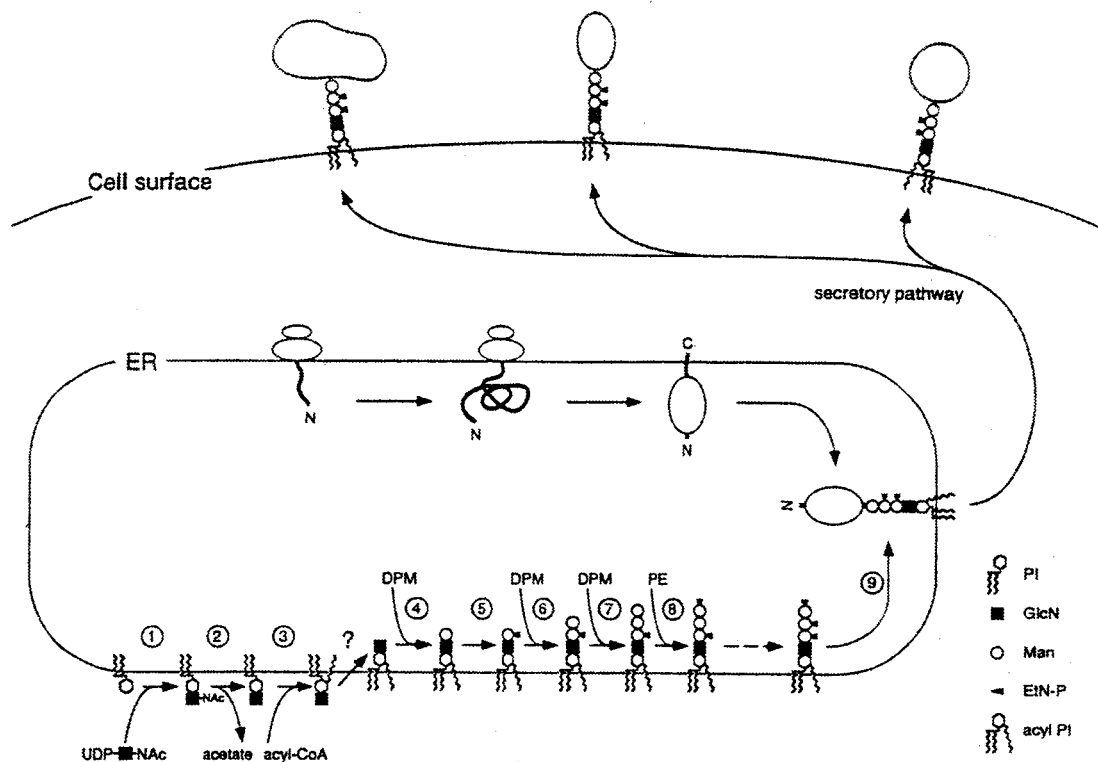 Cell surface
secretory pathway
ER
C
N
N
N
N
DPM DPM DPM PE
④ ⑤ ⑥ ⑦ ⑧ ⑨
① ② ③ ?
NAc
UDP NAc acetate acyl-CoA
PI
GlcN
Man
EtN-P
acyl PI